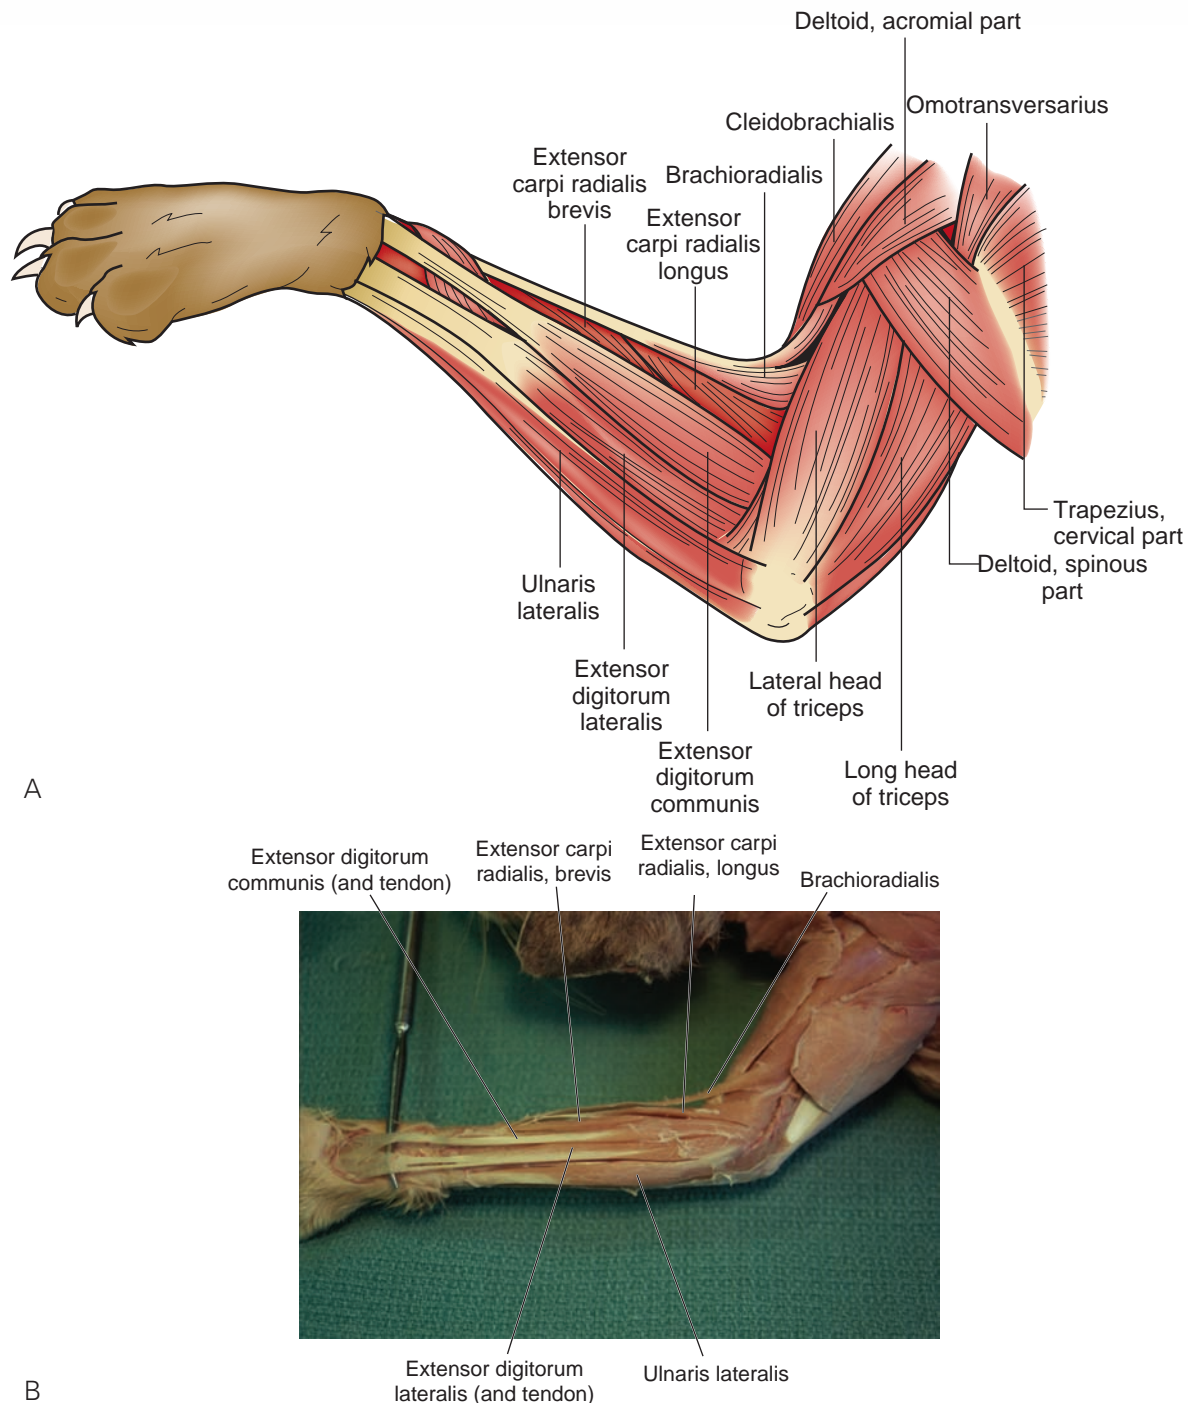 Deltoid, acromial part
Omotransversarius
Cleidobrachialis
Extensor
carpi radialis
brevis
Brachioradialis
Extensor
carpi radialis
longus
Trapezius,
cervical part
Deltoid, spinous
part
Ulnaris
lateralis
Extensor
digitorum
lateralis
Lateral head
of triceps
Extensor
digitorum
communis
Long head
of triceps
A
Extensor digitorum
communis (and tendon)
Extensor carpi
radialis, brevis
Extensor carpi
radialis, longus
Brachioradialis
Extensor digitorum
lateralis (and tendon)
Ulnaris lateralis
B